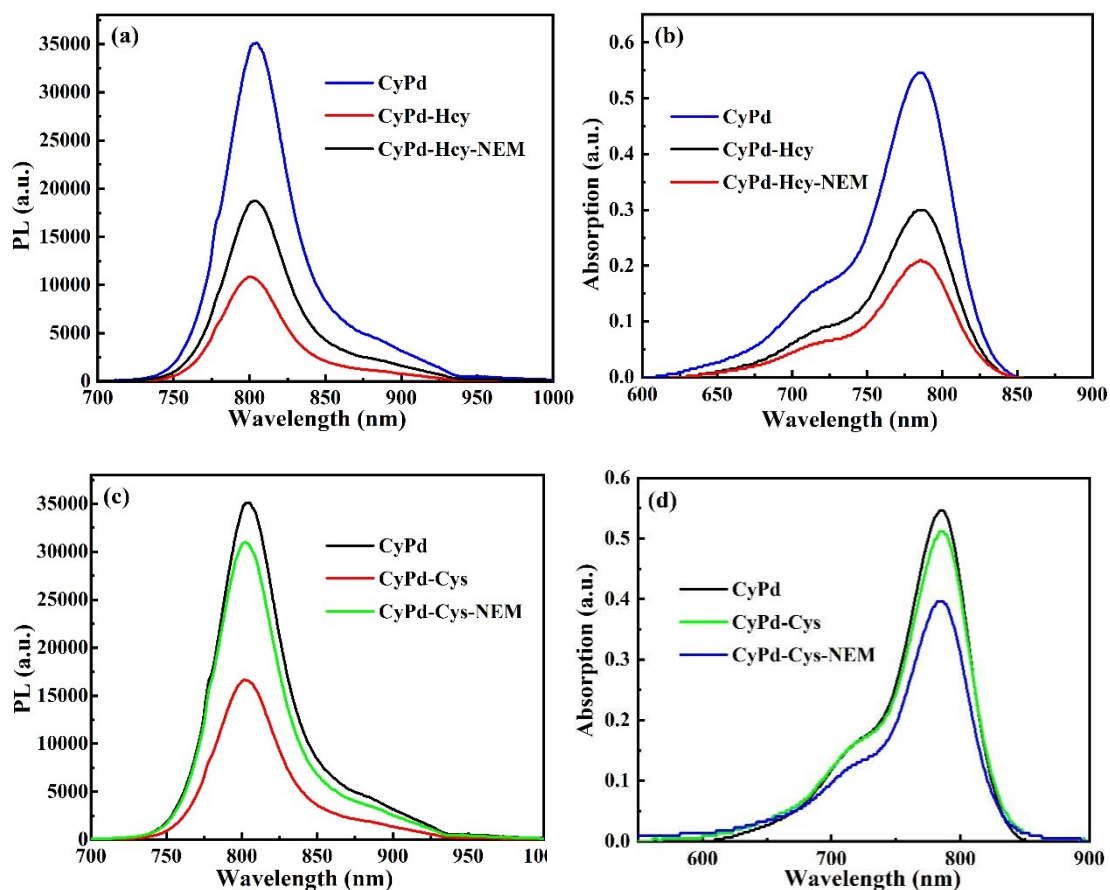 (a)
CyPd
CyPd-Hcy
CyPd-Hcy-NEM
PL (a.u.)
35000
30000
25000
20000
15000
10000
5000
0
700 750 800 850 900 950 1000
Wavelength (nm)
(b)
CyPd
CyPd-Hcy
CyPd-Hcy-NEM
Absorption (a.u.)
0.6
0.5
0.4
0.3
0.2
0.1
0.0
600 650 700 750 800 850 900
Wavelength (nm)
(c)
CyPd
CyPd-Cys
CyPd-Cys-NEM
PL (a.u.)
35000
30000
25000
20000
15000
10000
5000
0
700 750 800 850 900 950 100
Wavelength (nm)
(d)
CyPd
CyPd-Cys
CyPd-Cys-NEM
Absorption (a.u.)
0.6
0.5
0.4
0.3
0.2
0.1
0.0
600 700 800 900
Wavelength (nm)